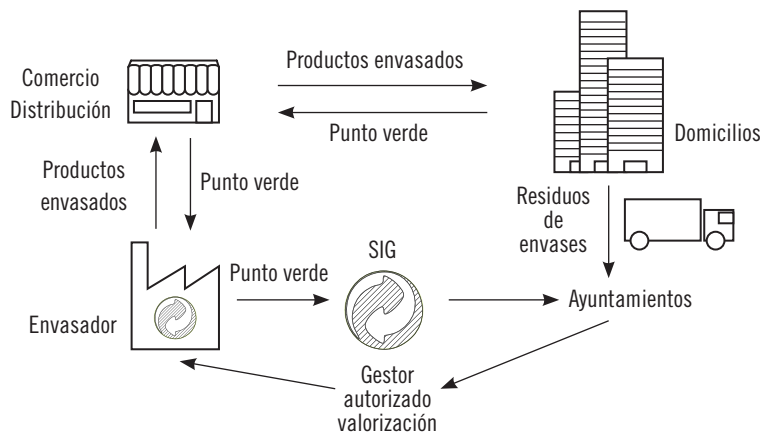 Comercio
Distribución
Productos envasados
Punto verde
Domicilios
Productos
envasados
Punto verde
Residuos
de
envases
Envasador
Punto verde
SIG
Ayuntamientos
Gestor
autorizado
valorización